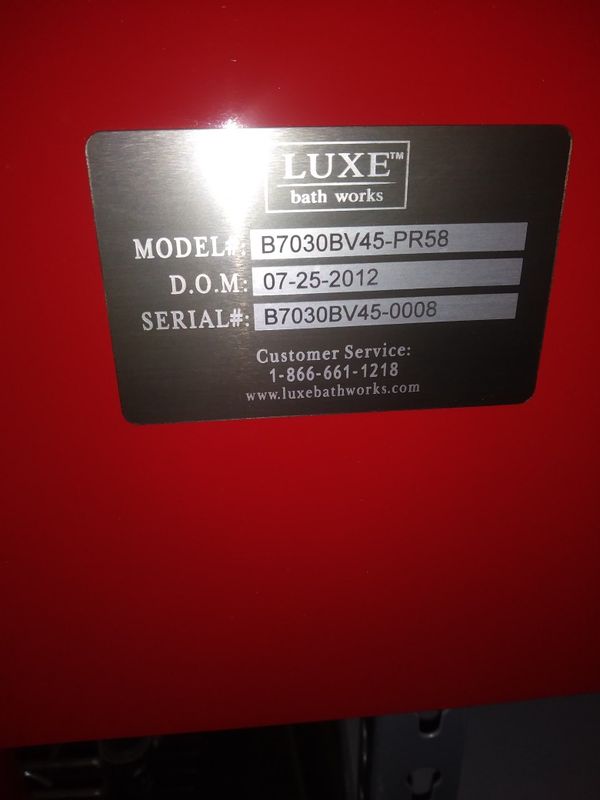 LUXE™
bath works
MODEL#: B7030BV45-PR58
D.O.M: 07-25-2012
SERIAL#: B7030BV45-0008
Customer Service:
1-866-661-1218
www.luxebathworks.com